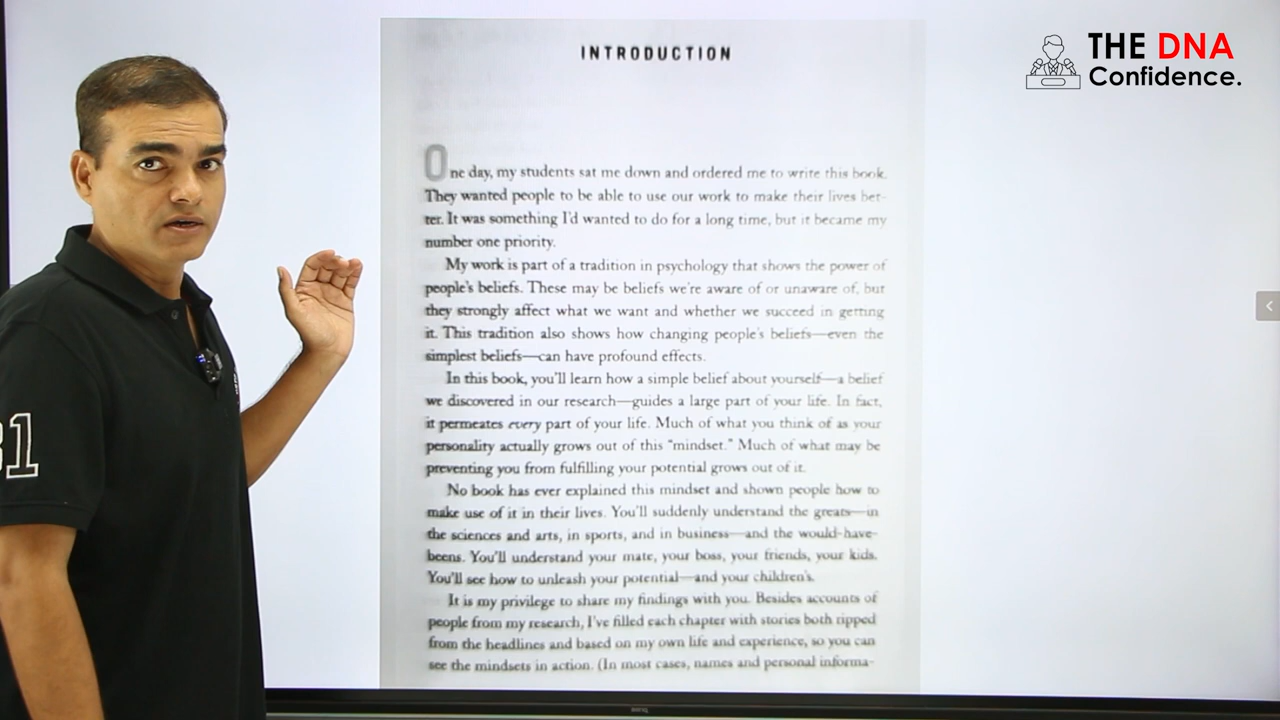 INTRODUCTION
THE DNA
Confidence.
One day, my students sat me down and ordered me to write this book.
They wanted people to be able to use our work to make their lives bet-
ter. It was something I'd wanted to do for a long time, but it became my
number one priority.
My work is part of a tradition in psychology that shows the power of
people's beliefs. These may be beliefs we're aware of or unaware of, but
they strongly affect what we want and whether we succeed in getting
it. This tradition also shows how changing people's beliefs—even the
simplest beliefs—can have profound effects.
In this book, you'll learn how a simple belief about yourself—a belief
we discovered in our research—guides a large part of your life. In fact,
it permeates every part of your life. Much of what you think of as your
personality actually grows out of this "mindset." Much of what may be
preventing you from fulfilling your potential grows out of it.
No book has ever explained this mindset and shown people how to
make use of it in their lives. You'll suddenly understand the greats—in
the sciences and arts, in sports, and in business—and the would-have-
beens. You'll understand your mate, your boss, your friends, your kids.
You'll see how to unleash your potential—and your children's.
It is my privilege to share my findings with you. Besides accounts of
people from my research, I've filled each chapter with stories both ripped
from the headlines and based on my own life and experience, so you can
see the mindsets in action. (In most cases, names and personal informa-
31